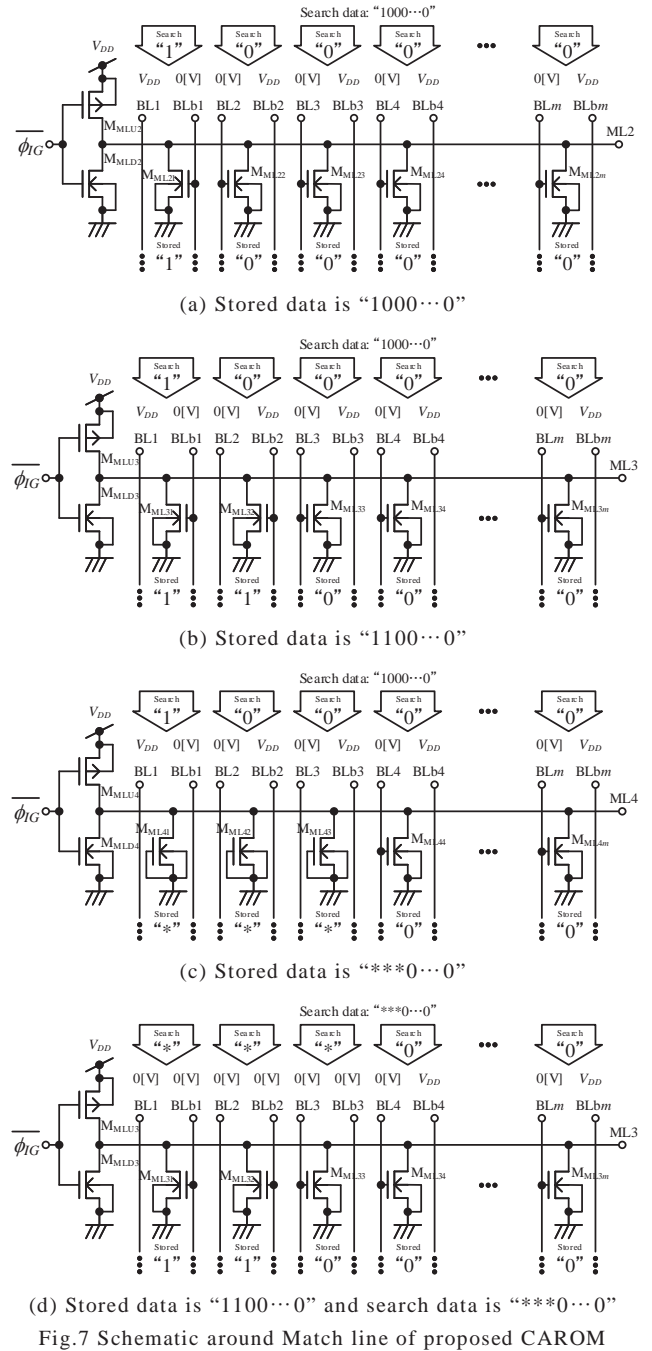 Search data: “1000⋯0”
Search Search Search Search Search
“1” “0” “0” “0” ••• “0”
V_DD
V_DD 0[V] 0[V] V_DD 0[V] V_DD 0[V] V_DD 0[V] V_DD
BL1 BLb1 BL2 BLb2 BL3 BLb3 BL4 BLb4 BLm BLbm
M_MLU2
φ_IG ML2
M_MLD2
M_ML21 M_ML22 M_ML23 M_ML24 ••• M_ML2m
Stored Stored Stored Stored Stored
“1” “0” “0” “0” “0”
(a) Stored data is “1000⋯0”
Search data: “1000⋯0”
Search Search Search Search Search
“1” “0” “0” “0” ••• “0”
V_DD
V_DD 0[V] 0[V] V_DD 0[V] V_DD 0[V] V_DD 0[V] V_DD
BL1 BLb1 BL2 BLb2 BL3 BLb3 BL4 BLb4 BLm BLbm
M_MLU3
φ_IG ML3
M_MLD3
M_ML31 M_ML32 M_ML33 M_ML34 ••• M_ML3m
Stored Stored Stored Stored Stored
“1” “1” “0” “0” “0”
(b) Stored data is “1100⋯0”
Search data: “1000⋯0”
Search Search Search Search Search
“1” “0” “0” “0” ••• “0”
V_DD
V_DD 0[V] 0[V] V_DD 0[V] V_DD 0[V] V_DD 0[V] V_DD
BL1 BLb1 BL2 BLb2 BL3 BLb3 BL4 BLb4 BLm BLbm
M_MLU4
φ_IG ML4
M_MLD4
M_ML41 M_ML42 M_ML43 M_ML44 ••• M_ML4m
Stored Stored Stored Stored Stored
“*” “*” “*” “0” “0”
(c) Stored data is “***0⋯0”
Search data: “***0⋯0”
Search Search Search Search Search
“*” “*” “*” “0” ••• “0”
V_DD
0[V] 0[V] 0[V] 0[V] 0[V] 0[V] 0[V] V_DD 0[V] V_DD
BL1 BLb1 BL2 BLb2 BL3 BLb3 BL4 BLb4 BLm BLbm
M_MLU3
φ_IG ML3
M_MLD3
M_ML31 M_ML32 M_ML33 M_ML34 ••• M_ML3m
Stored Stored Stored Stored Stored
“1” “1” “0” “0” “0”
(d) Stored data is “1100⋯0” and search data is “***0⋯0”
Fig.7 Schematic around Match line of proposed CAROM